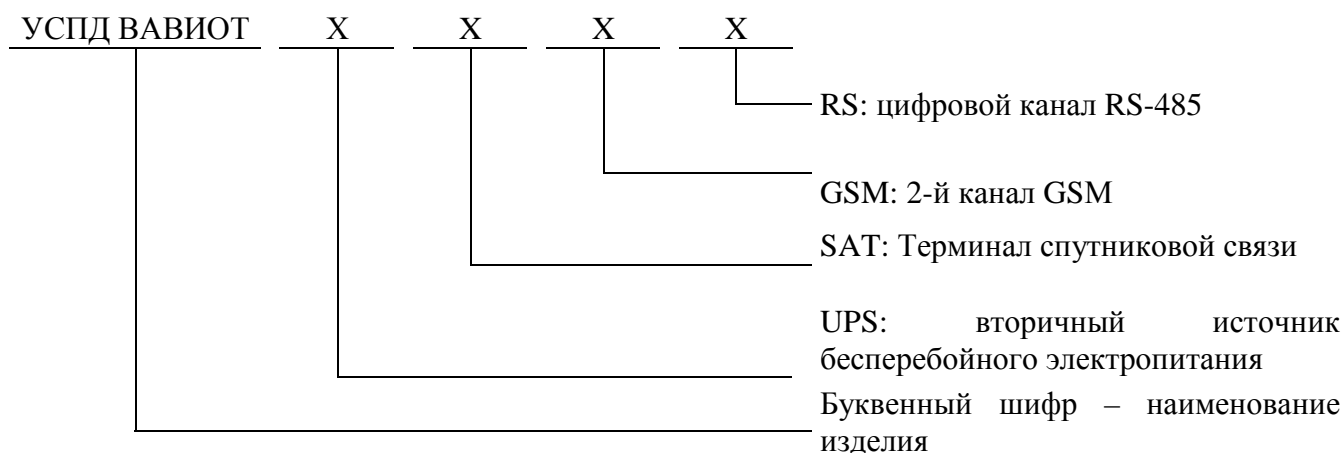 УСПД ВАВИОТ X X X X
RS: цифровой канал RS-485
GSM: 2-й канал GSM
SAT: Терминал спутниковой связи
UPS: вторичный источник
бесперебойного электропитания
Буквенный шифр – наименование
изделия